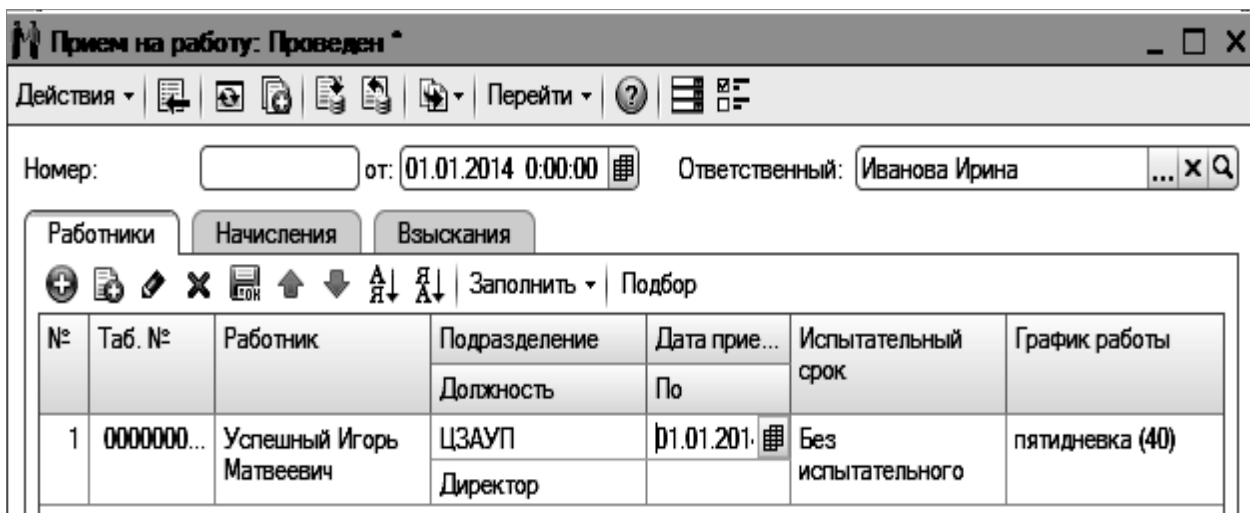 Прием на работу: Проведен *
Действия Перейти
Номер: от: 01.01.2014 0:00:00 Ответственный: Иванова Ирина ...
Работники Начисления Взыскания
Заполнить Подбор
№ Таб. № Работник Подразделение Дата прие... Испытательный срок График работы
Должность По
1 0000000... Успешный Игорь Матвеевич ЦЗАУП 01.01.201 Без испытательного пятидневка (40)
Директор